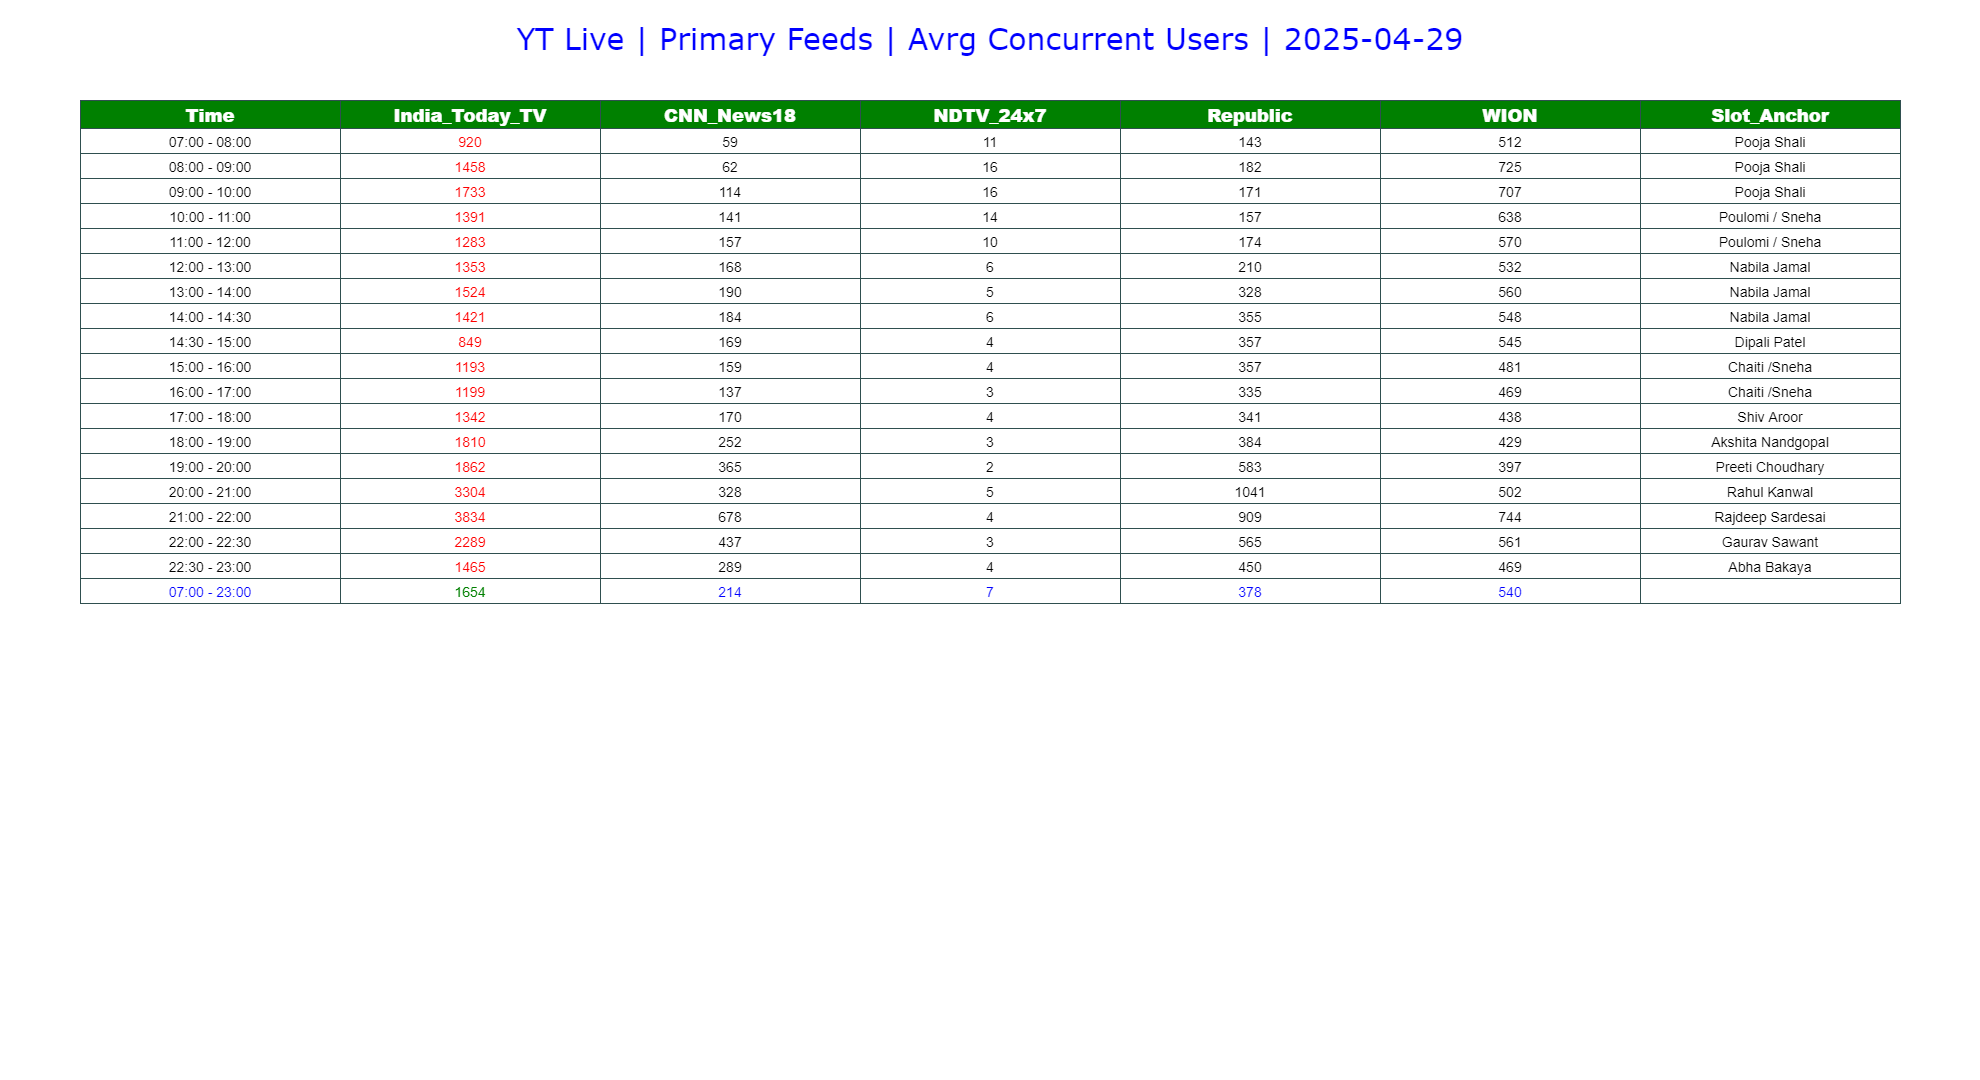 YT Live | Primary Feeds | Avrg Concurrent Users | 2025-04-29
Time India_Today_TV CNN_News18 NDTV_24x7 Republic WION Slot_Anchor
07:00 - 08:00 920 59 11 143 512 Pooja Shali
08:00 - 09:00 1458 62 16 182 725 Pooja Shali
09:00 - 10:00 1733 114 16 171 707 Pooja Shali
10:00 - 11:00 1391 141 14 157 638 Poulomi / Sneha
11:00 - 12:00 1283 157 10 174 570 Poulomi / Sneha
12:00 - 13:00 1353 168 6 210 532 Nabila Jamal
13:00 - 14:00 1524 190 5 328 560 Nabila Jamal
14:00 - 14:30 1421 184 6 355 548 Nabila Jamal
14:30 - 15:00 849 169 4 357 545 Dipali Patel
15:00 - 16:00 1193 159 4 357 481 Chaiti /Sneha
16:00 - 17:00 1199 137 3 335 469 Chaiti /Sneha
17:00 - 18:00 1342 170 4 341 438 Shiv Aroor
18:00 - 19:00 1810 252 3 384 429 Akshita Nandgopal
19:00 - 20:00 1862 365 2 583 397 Preeti Choudhary
20:00 - 21:00 3304 328 5 1041 502 Rahul Kanwal
21:00 - 22:00 3834 678 4 909 744 Rajdeep Sardesai
22:00 - 22:30 2289 437 3 565 561 Gaurav Sawant
22:30 - 23:00 1465 289 4 450 469 Abha Bakaya
07:00 - 23:00 1654 214 7 378 540